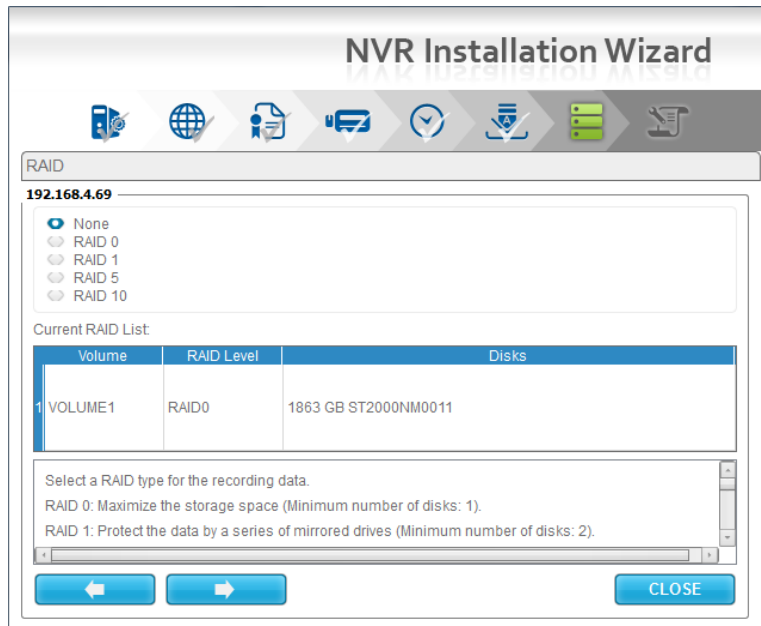 NVR Installation Wizard
RAID
192.168.4.69
None
RAID 0
RAID 1
RAID 5
RAID 10
Current RAID List:
Volume RAID Level Disks
1 VOLUME1 RAID0 1863 GB ST2000NM0011
Select a RAID type for the recording data.
RAID 0: Maximize the storage space (Minimum number of disks: 1).
RAID 1: Protect the data by a series of mirrored drives (Minimum number of disks: 2).
CLOSE